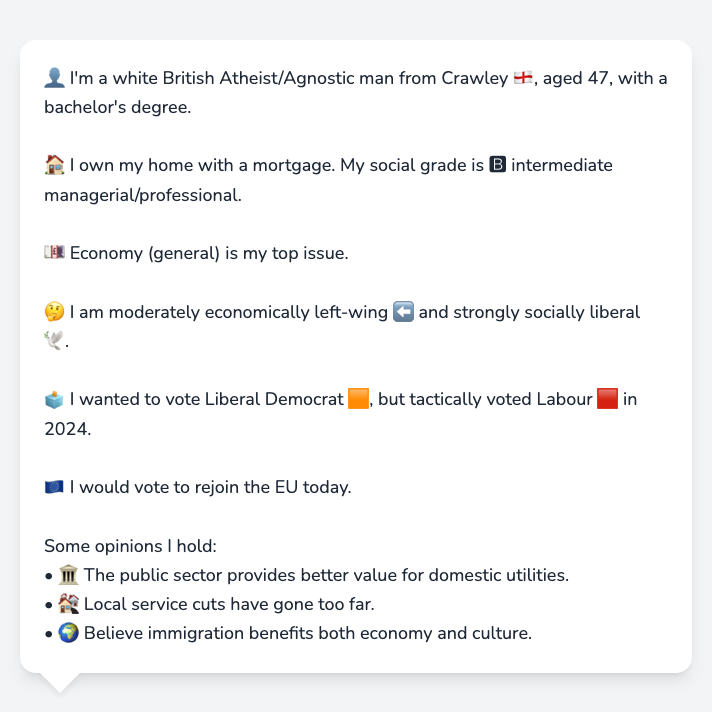 👤 I'm a white British Atheist/Agnostic man from Crawley 🏴󠁧󠁢󠁥󠁮󠁧󠁿, aged 47, with a
bachelor's degree.
🏠 I own my home with a mortgage. My social grade is 🅱 intermediate
managerial/professional.
💷 Economy (general) is my top issue.
🤔 I am moderately economically left-wing ⬅️ and strongly socially liberal
🕊️.
🗳️ I wanted to vote Liberal Democrat 🟧, but tactically voted Labour 🟥 in
2024.
🇪🇺 I would vote to rejoin the EU today.
Some opinions I hold:
• 🏛️ The public sector provides better value for domestic utilities.
• 🏘️ Local service cuts have gone too far.
• 🌍 Believe immigration benefits both economy and culture.